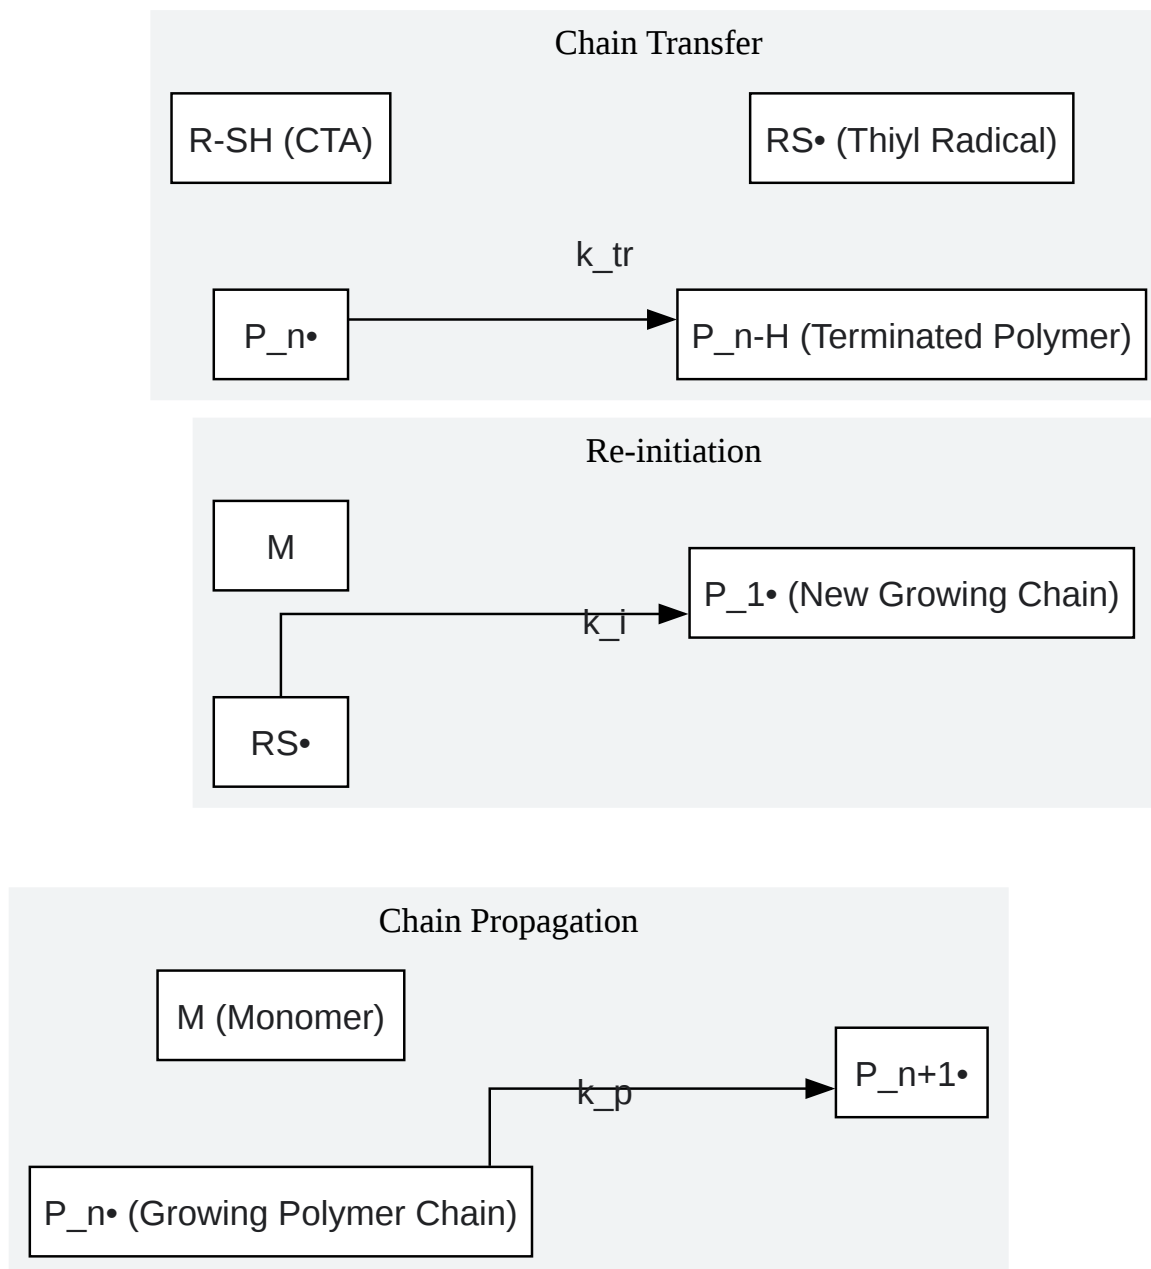 Chain Transfer
R-SH (CTA)
RS• (Thiyl Radical)
k_tr
P_n•
P_n-H (Terminated Polymer)
Re-initiation
M
P_1• (New Growing Chain)
k_i
RS•
Chain Propagation
M (Monomer)
P_n+1•
k_p
P_n• (Growing Polymer Chain)